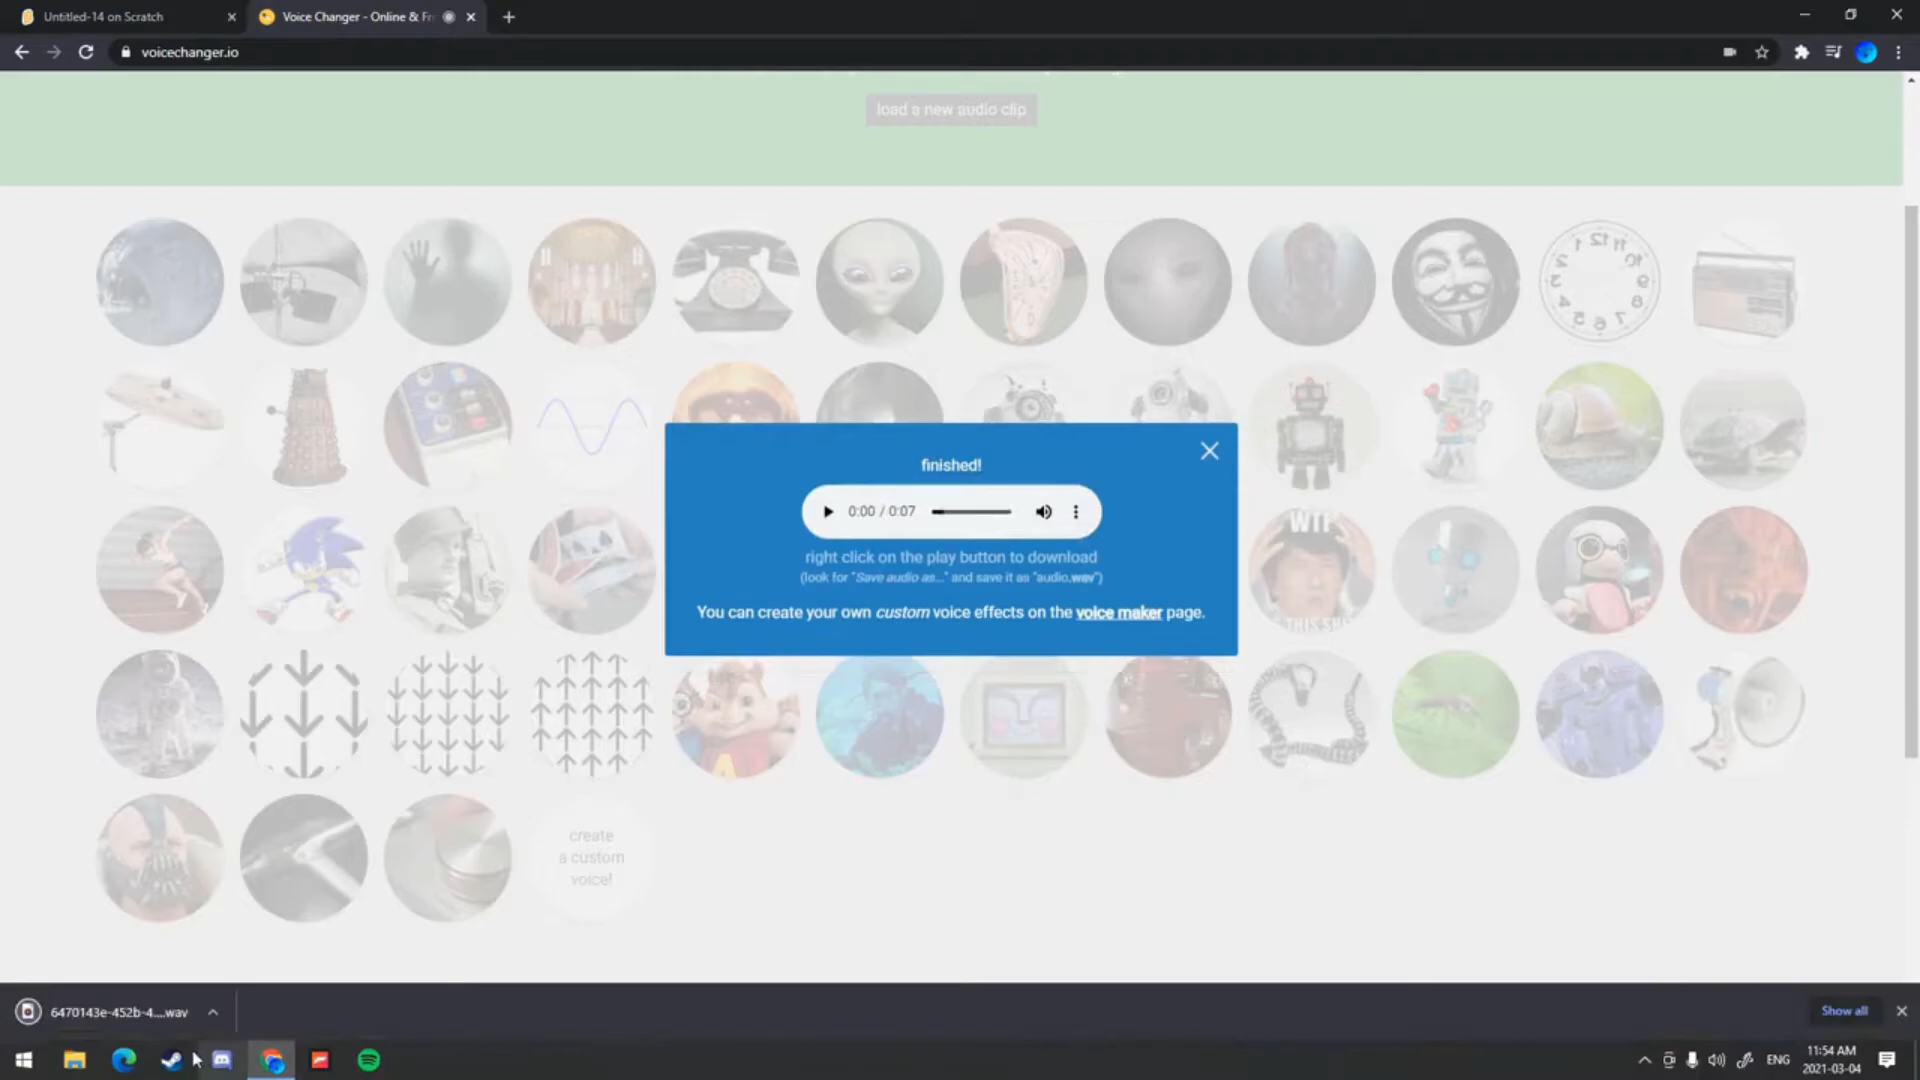 Untitled-14 on Scratch
Voice Changer - Online & Fr
voicechanger.io
load a new audio clip
finished!
0:00 / 0:07
right click on the play button to download
(look for "Save audio as..." and save it as "audio.wav")
You can create your own custom voice effects on the voice maker page.
WTF
THIS SH
A
create
a custom
voice!
6470143e-452b-4....wav
Show all
ENG
11:54 AM
2021-03-04